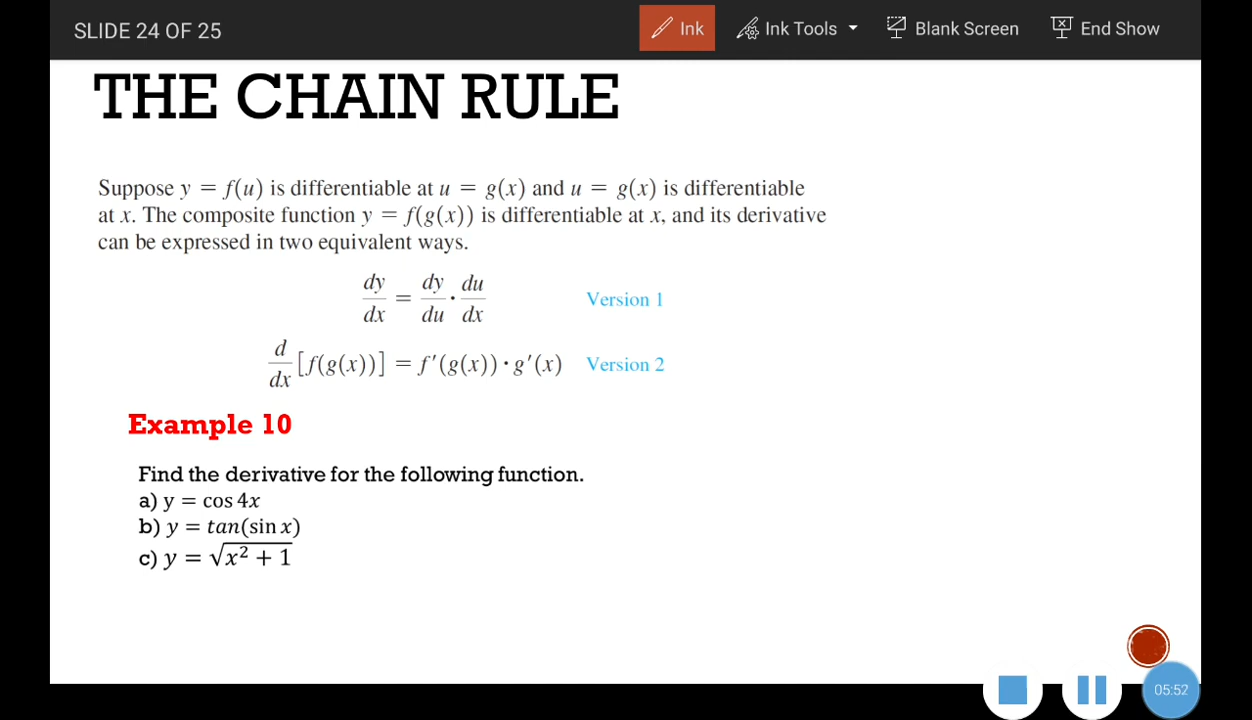 SLIDE 24 OF 25
Ink
Ink Tools
Blank Screen
End Show
THE CHAIN RULE
Suppose y = f(u) is differentiable at u = g(x) and u = g(x) is differentiable
at x. The composite function y = f(g(x)) is differentiable at x, and its derivative
can be expressed in two equivalent ways.
dy/dx = dy/du · du/dx Version 1
d/dx [f(g(x))] = f′(g(x)) · g′(x) Version 2
Example 10
Find the derivative for the following function.
a) y = cos 4x
b) y = tan(sin x)
c) y = √(x² + 1)
05:52